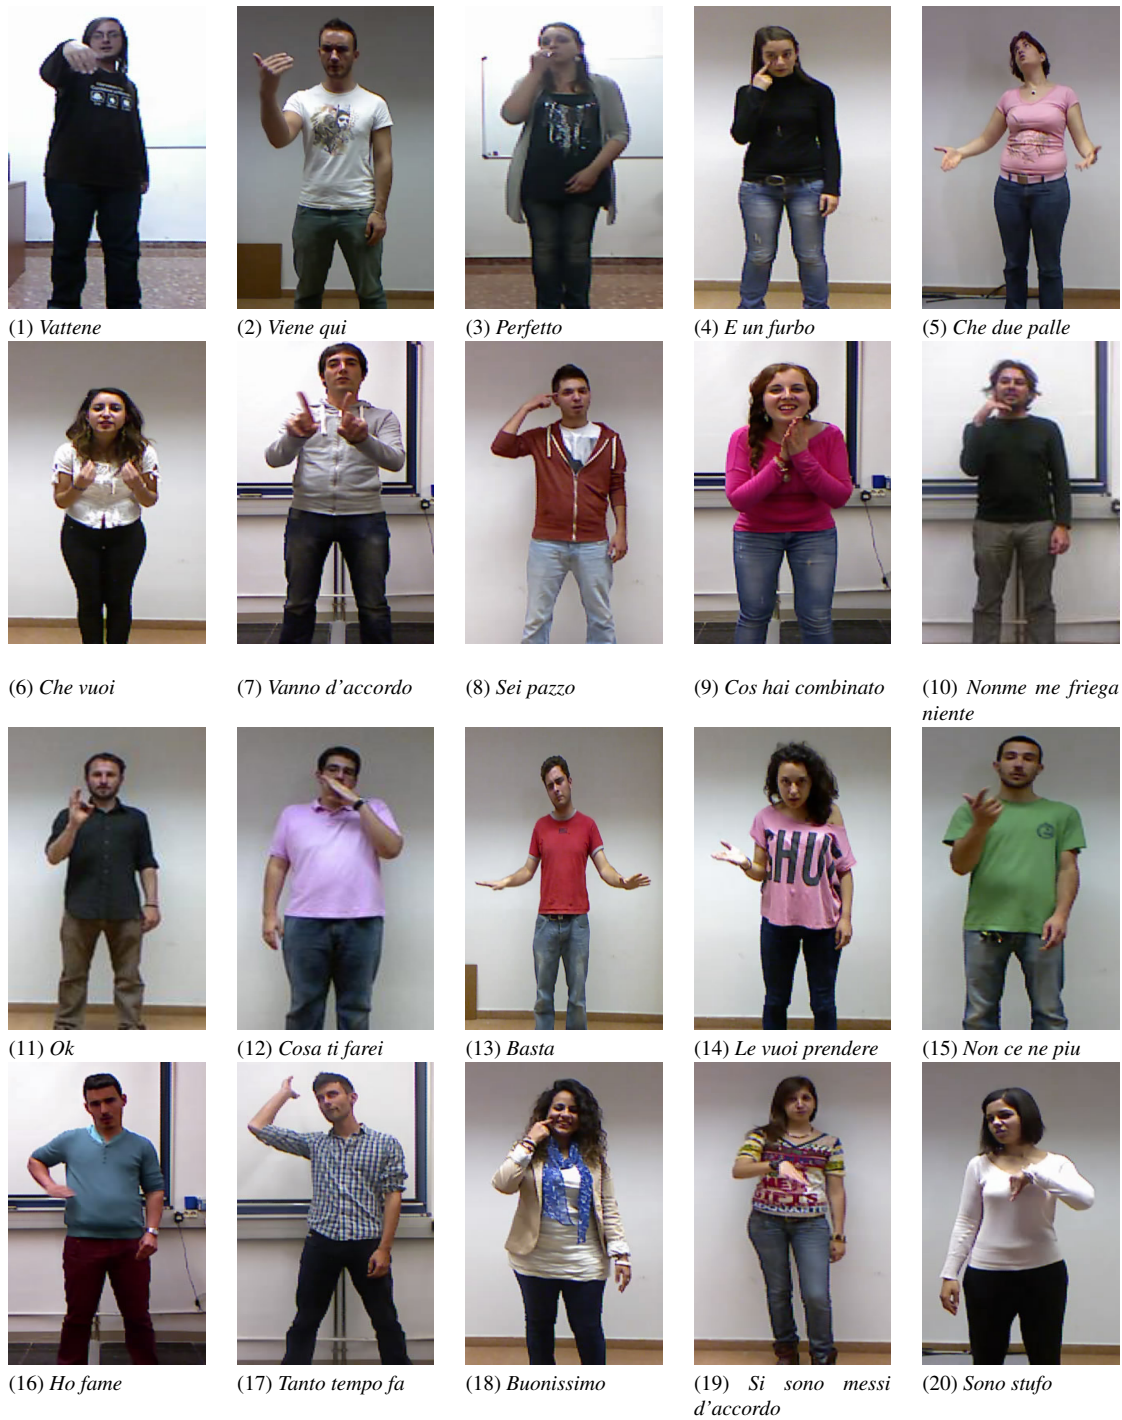 (1) Vattene
(2) Viene qui
(3) Perfetto
(4) E un furbo
(5) Che due palle
(6) Che vuoi
(7) Vanno d'accordo
(8) Sei pazzo
(9) Cos hai combinato
(10) Nonme me friega
niente
(11) Ok
(12) Cosa ti farei
(13) Basta
SHUT
(14) Le vuoi prendere
(15) Non ce ne piu
(16) Ho fame
(17) Tanto tempo fa
(18) Buonissimo
(19) Si sono messi
d'accordo
(20) Sono stufo